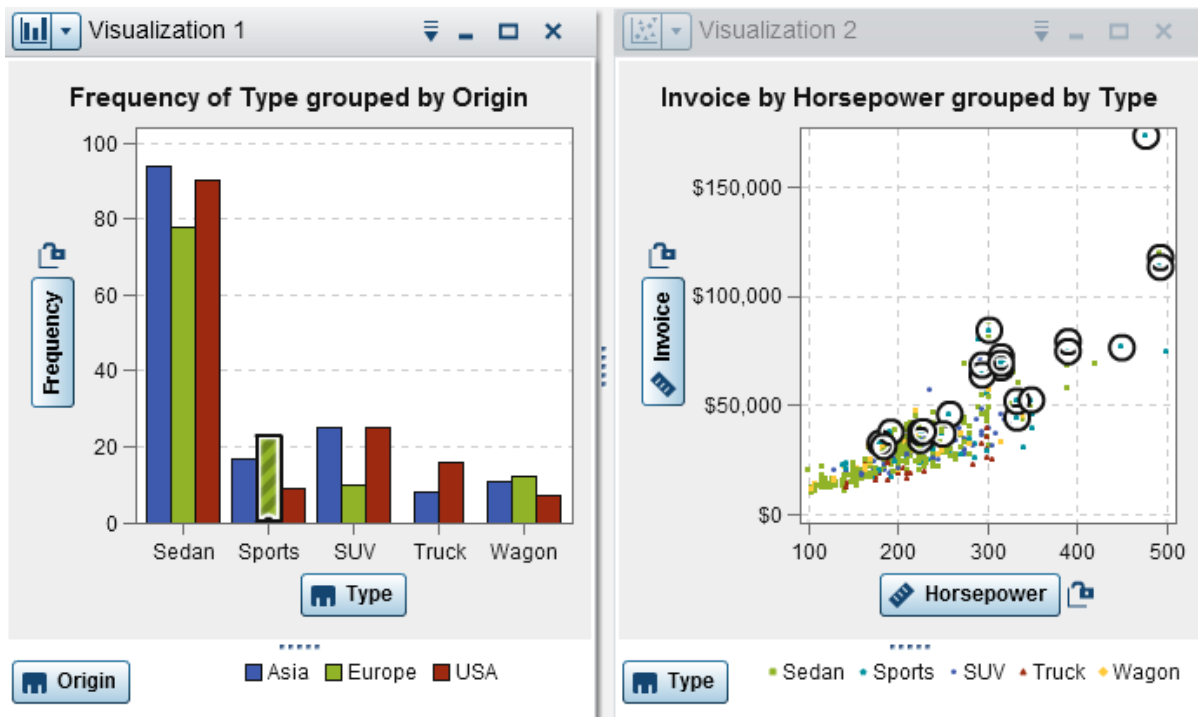 Visualization 1
Frequency of Type grouped by Origin
100
80
60
40
20
0
Frequency
Sedan Sports SUV Truck Wagon
Type
Origin
Asia Europe USA
Visualization 2
Invoice by Horsepower grouped by Type
$150,000
$100,000
$50,000
$0
Invoice
100 200 300 400 500
Horsepower
Type
Sedan Sports SUV Truck Wagon